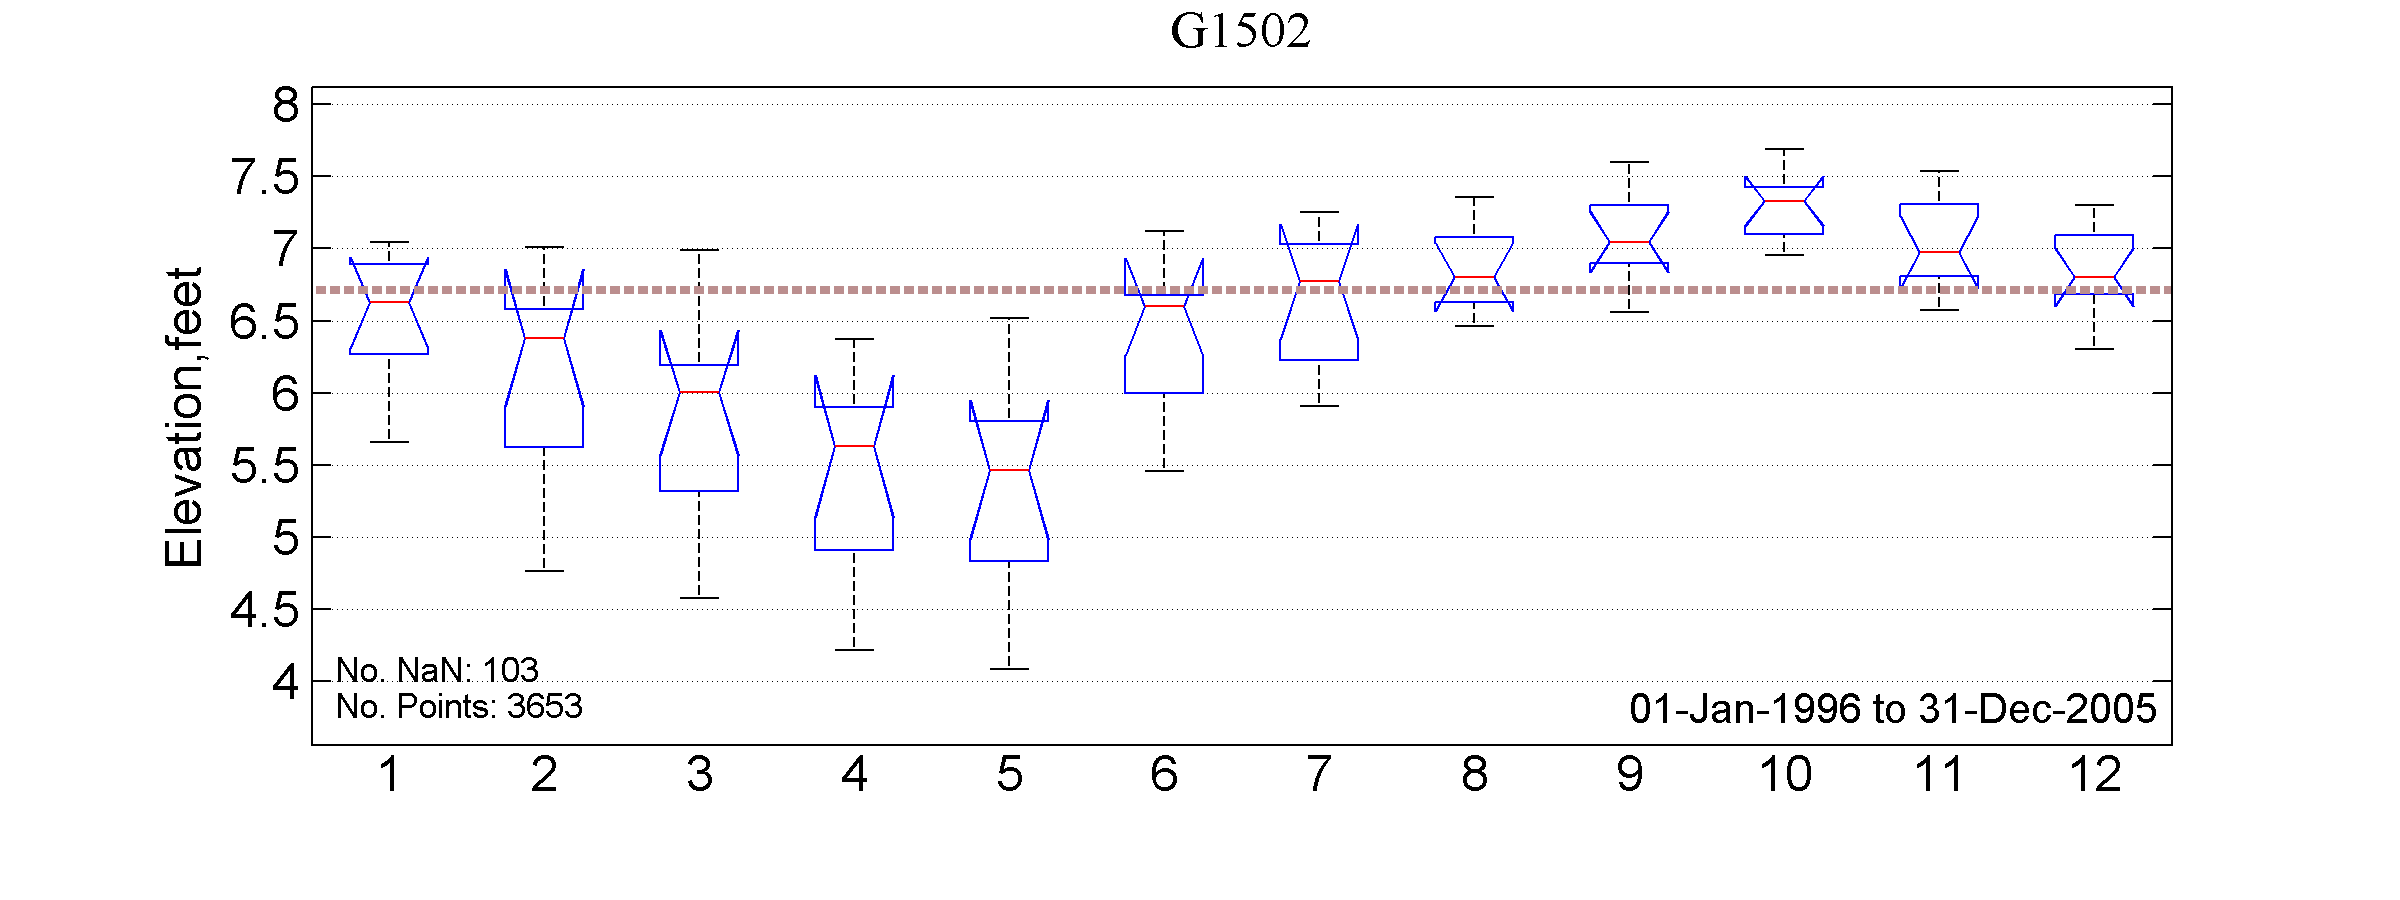 G1502
8
7.5
7
6.5
6
5.5
5
4.5
4
Elevation,feet
No. NaN: 103
No. Points: 3653
01-Jan-1996 to 31-Dec-2005
1 2 3 4 5 6 7 8 9 10 11 12